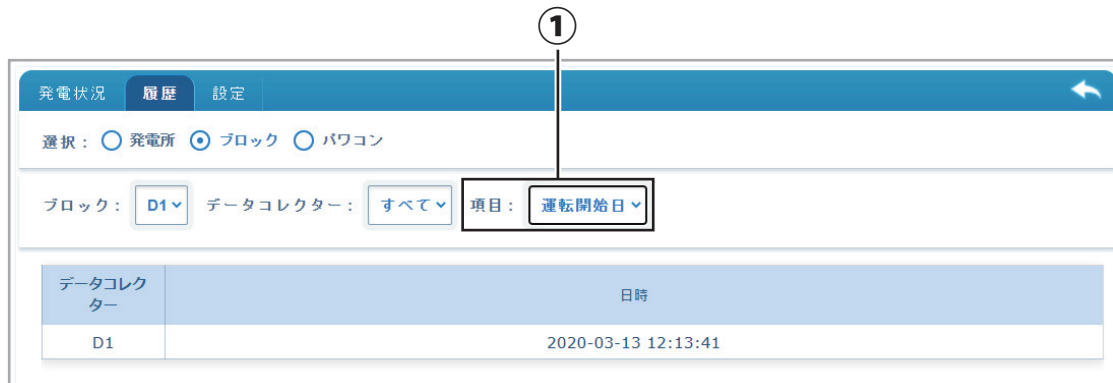 ①
発電状況 履歴 設定
選択： 発電所 ブロック パワコン
ブロック： D1 データコレクター： すべて 項目： 運転開始日
データコレク
ター
日時
D1 2020-03-13 12:13:41